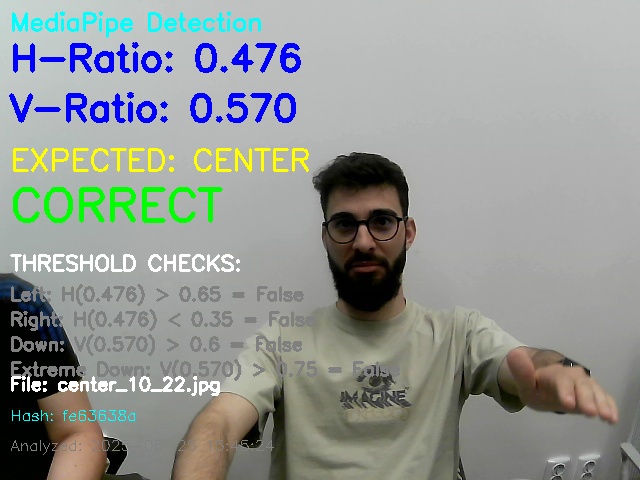 MediaPipe Detection
H-Ratio: 0.476
V-Ratio: 0.570
EXPECTED: CENTER
CORRECT
THRESHOLD CHECKS:
Left: H(0.476) > 0.65 = False
Right: H(0.476) < 0.35 = False
Down: V(0.570) > 0.6 = False
Extreme Down: V(0.570) > 0.75 = False
File: center_10_22.jpg
IMAGINE
Hash: fe63638a
Analyzed: